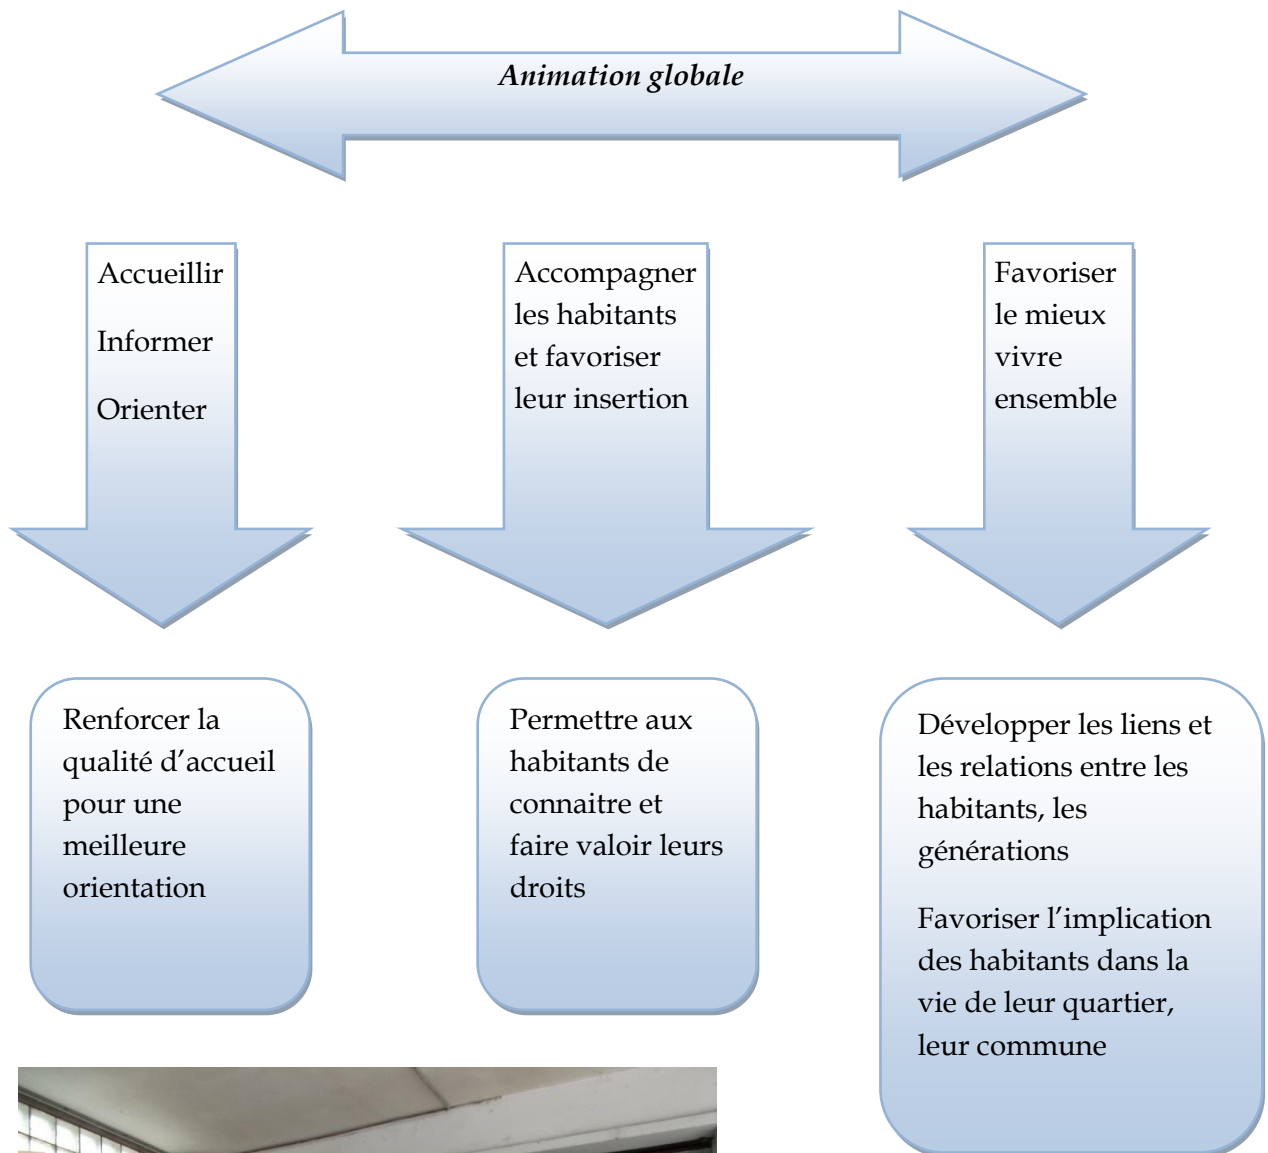 Animation globale
Accueillir
Informer
Orienter
Accompagner
les habitants
et favoriser
leur insertion
Favoriser
le mieux
vivre
ensemble
Renforcer la
qualité d’accueil
pour une
meilleure
orientation
Permettre aux
habitants de
connaitre et
faire valoir leurs
droits
Développer les liens et
les relations entre les
habitants, les
générations
Favoriser l’implication
des habitants dans la
vie de leur quartier,
leur commune